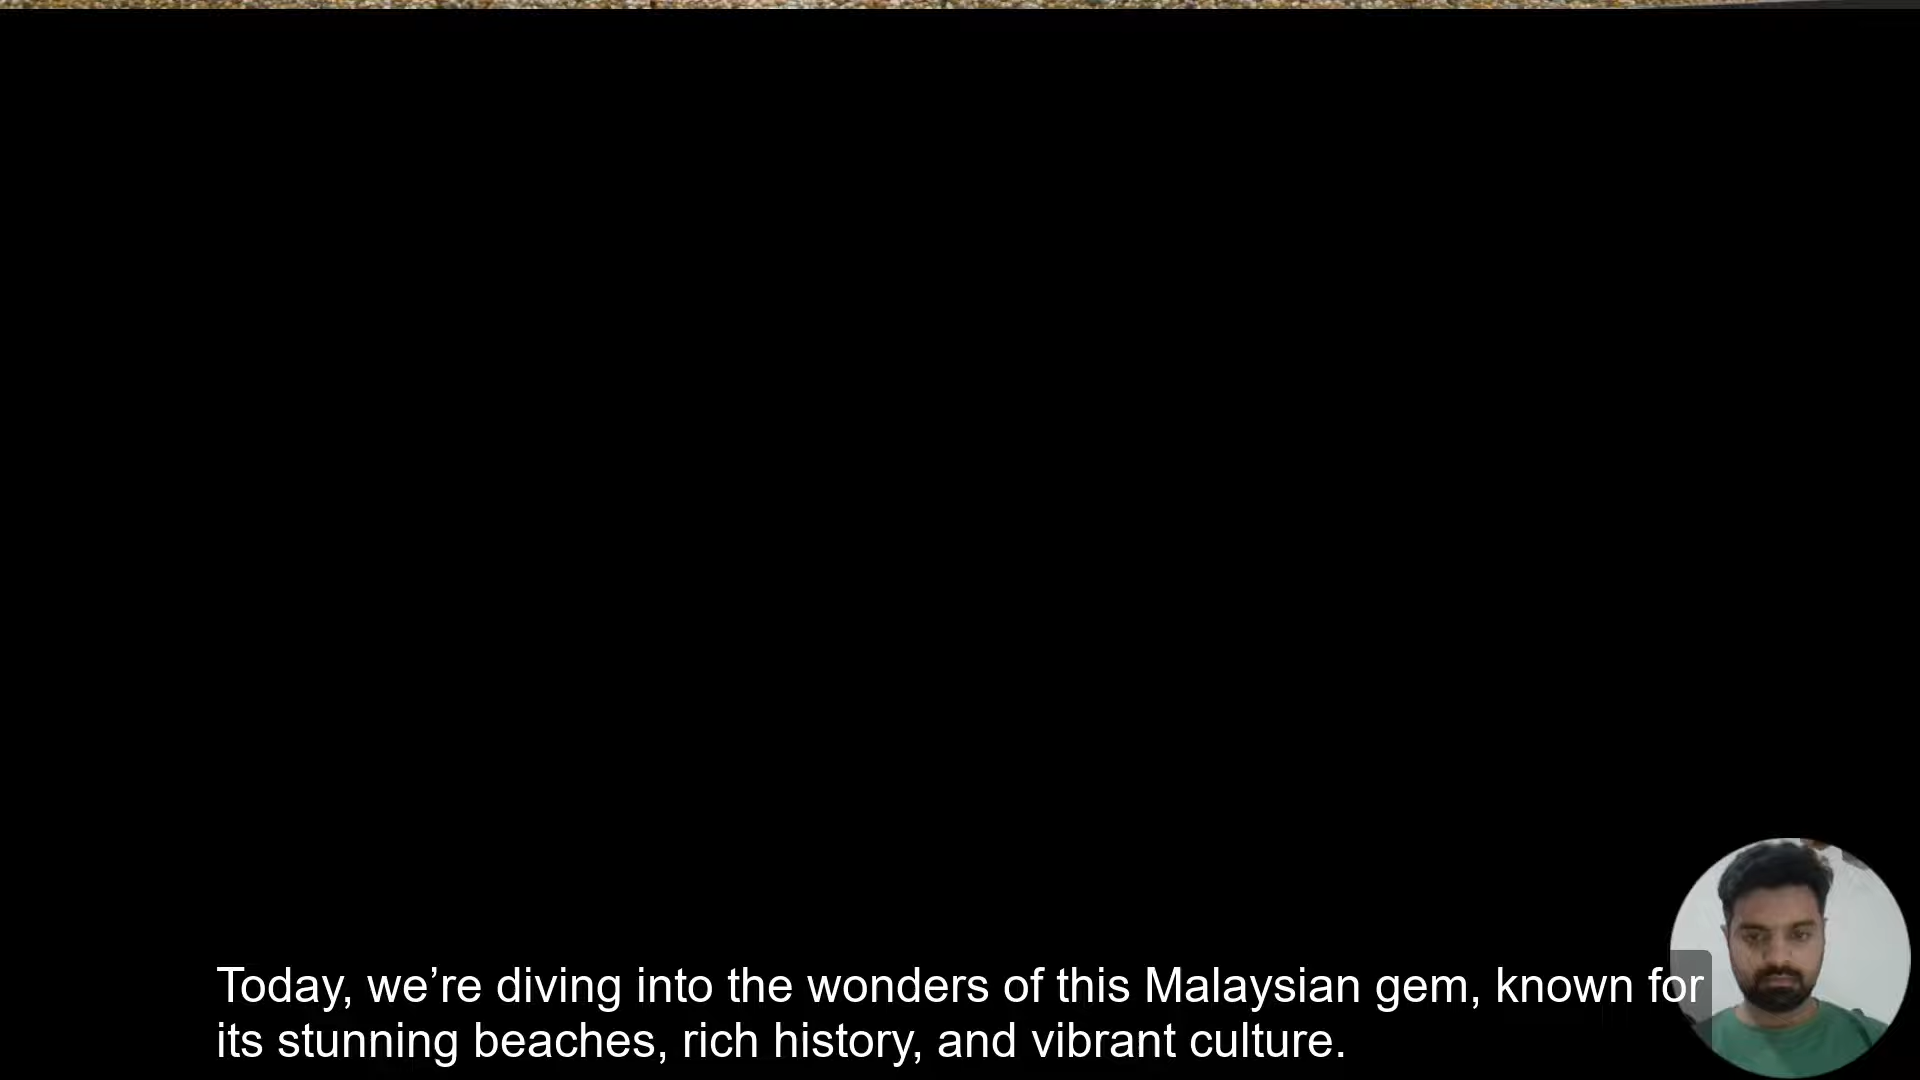 Today, we’re diving into the wonders of this Malaysian gem, known for
its stunning beaches, rich history, and vibrant culture.